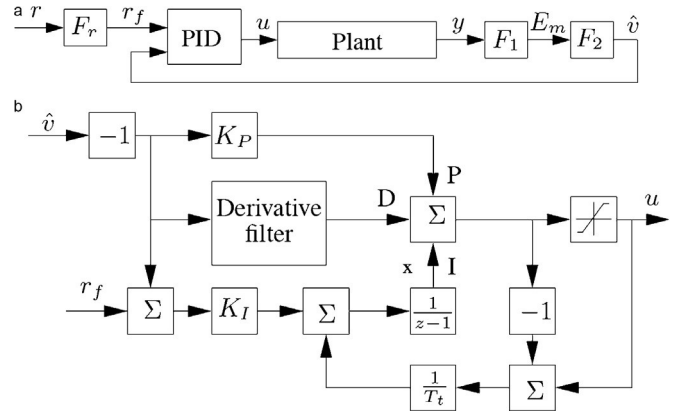 a r F_r r_f PID u Plant y F_1 E_m F_2 v̂
b
v̂ -1 K_P
P
D
Derivative filter
Σ
u
x I
r_f Σ K_I Σ 1/(z-1) -1
1/T_t Σ